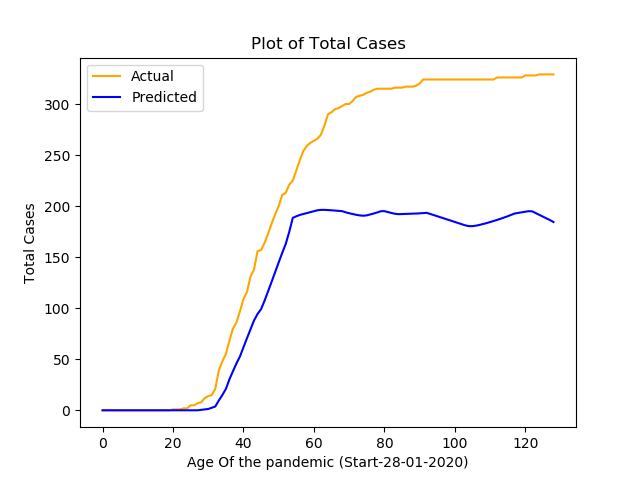 Plot of Total Cases
Actual
Predicted
300
250
200
150
100
50
0
Total Cases
0 20 40 60 80 100 120
Age Of the pandemic (Start-28-01-2020)